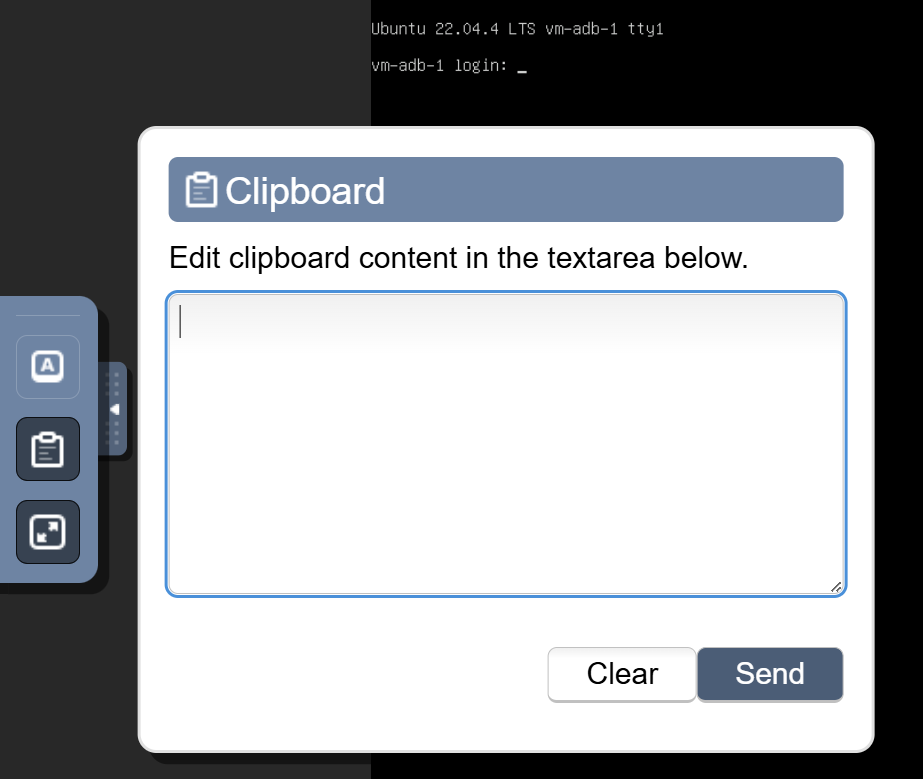 Ubuntu 22.04.4 LTS vm-adb-1 tty1
vm-adb-1 login: _
Clipboard
Edit clipboard content in the textarea below.
A
Clear
Send